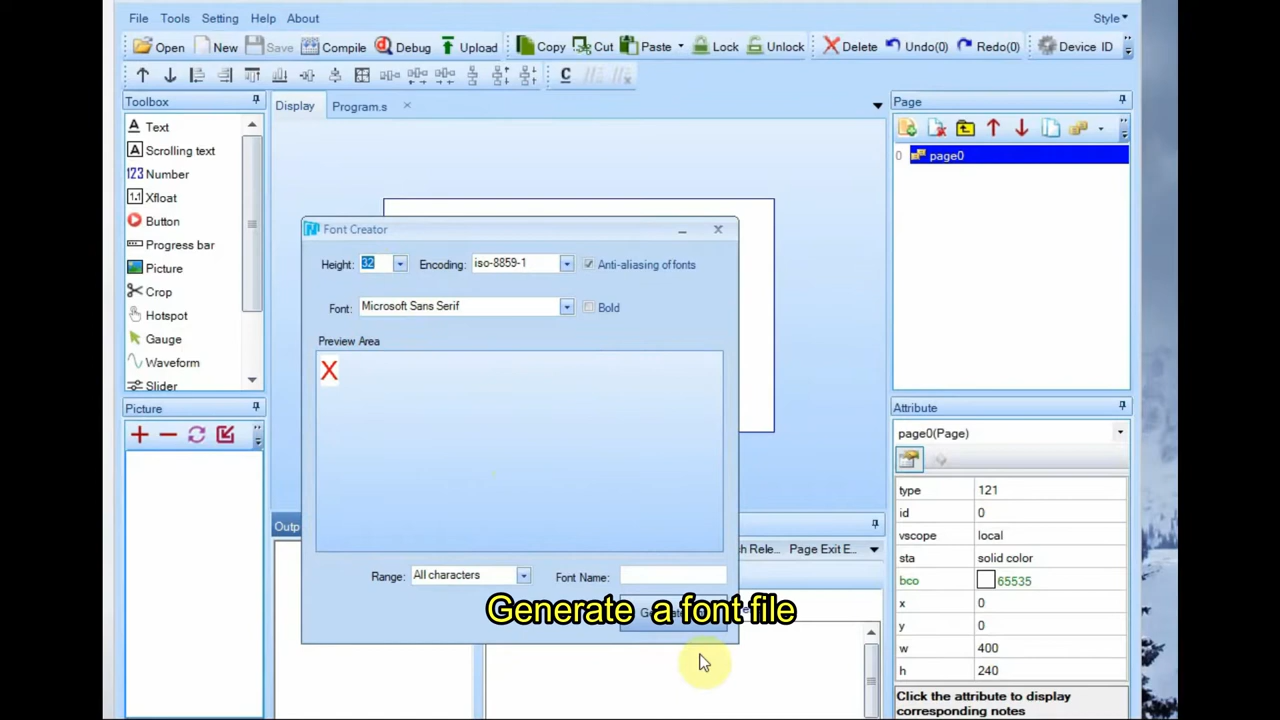 File Tools Setting Help About Style
Open New Save Compile Debug Upload Copy Cut Paste Lock Unlock Delete Undo(0) Redo(0) Device ID
Toolbox
Display Program.s
Page
A Text
A Scrolling text
123 Number
1.1 Xfloat
Button
Progress bar
Picture
Crop
Hotspot
Gauge
Waveform
Slider
Picture
0 page0
Font Creator
Height: 32 Encoding: iso-8859-1 Anti-aliasing of fonts
Font: Microsoft Sans Serif Bold
Preview Area
X
Range: All characters Font Name:
Generate a font file
Outp
Page Exit E...
Attribute
page0(Page)
type 121
id 0
vscope local
sta solid color
bco 65535
x 0
y 0
w 400
h 240
Click the attribute to display
corresponding notes